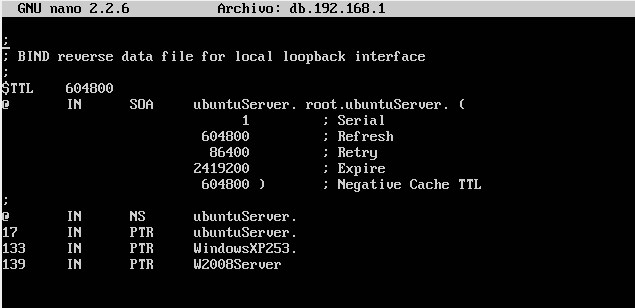 GNU nano 2.2.6 Archivo: db.192.168.1
;
; BIND reverse data file for local loopback interface
;
$TTL 604800
@ IN SOA ubuntuServer. root.ubuntuServer. (
1 ; Serial
604800 ; Refresh
86400 ; Retry
2419200 ; Expire
604800 ) ; Negative Cache TTL
;
@ IN NS ubuntuServer.
17 IN PTR ubuntuServer.
133 IN PTR WindowsXP253.
139 IN PTR W2008Server